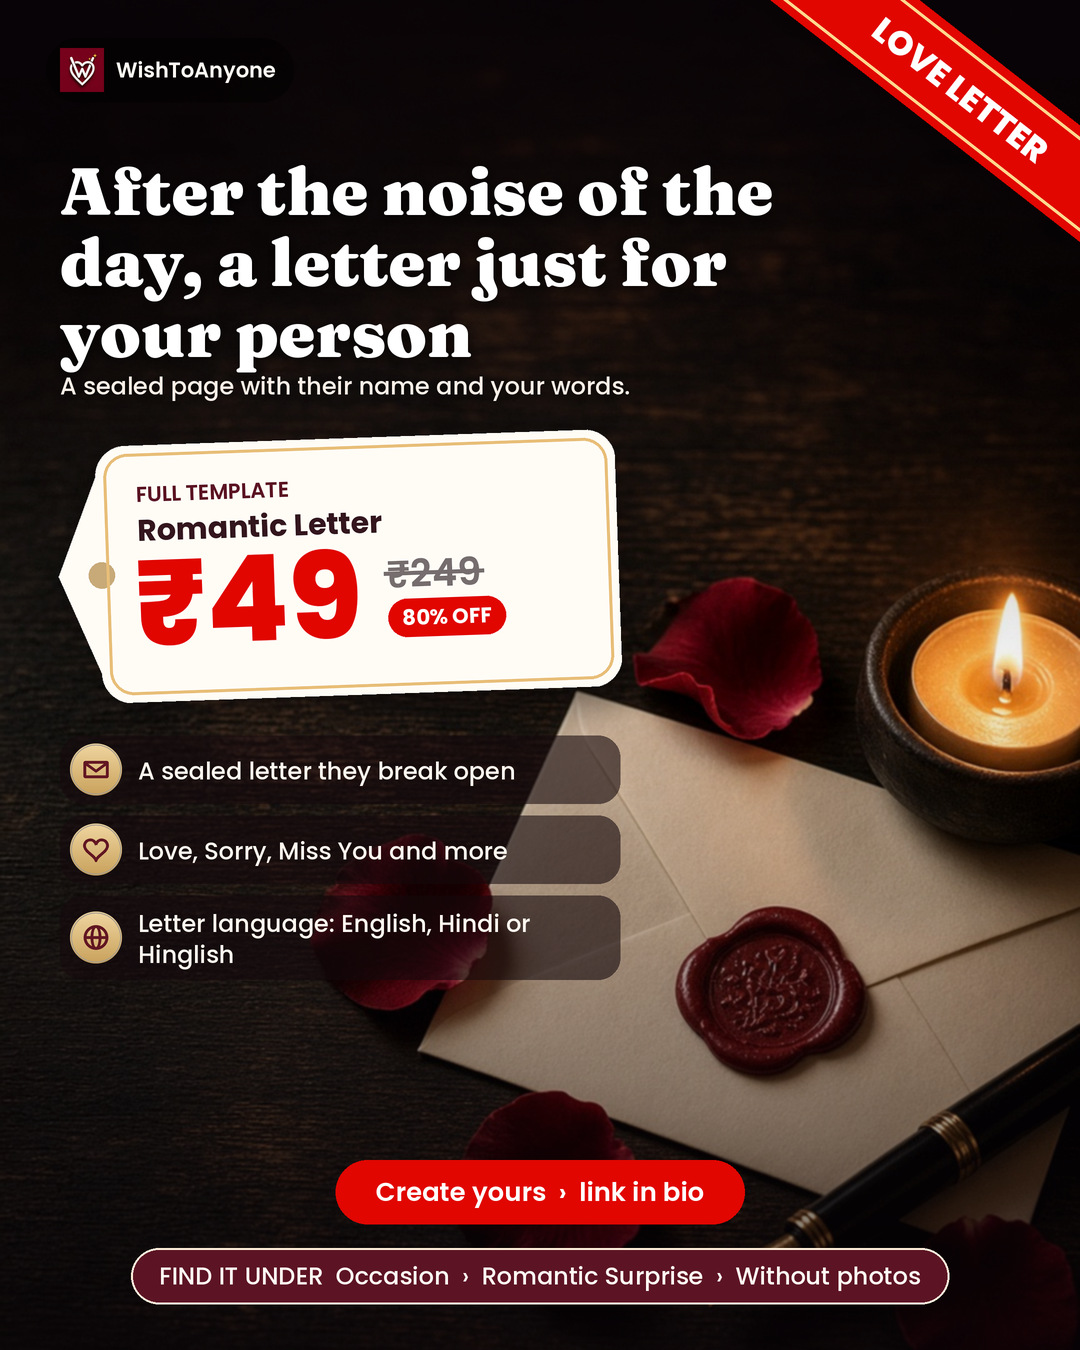 WishToAnyone
LOVE LETTER
After the noise of the
day, a letter just for
your person
A sealed page with their name and your words.
FULL TEMPLATE
Romantic Letter
₹49
₹249
80% OFF
A sealed letter they break open
Love, Sorry, Miss You and more
Letter language: English, Hindi or
Hinglish
Create yours › link in bio
FIND IT UNDER Occasion › Romantic Surprise › Without photos